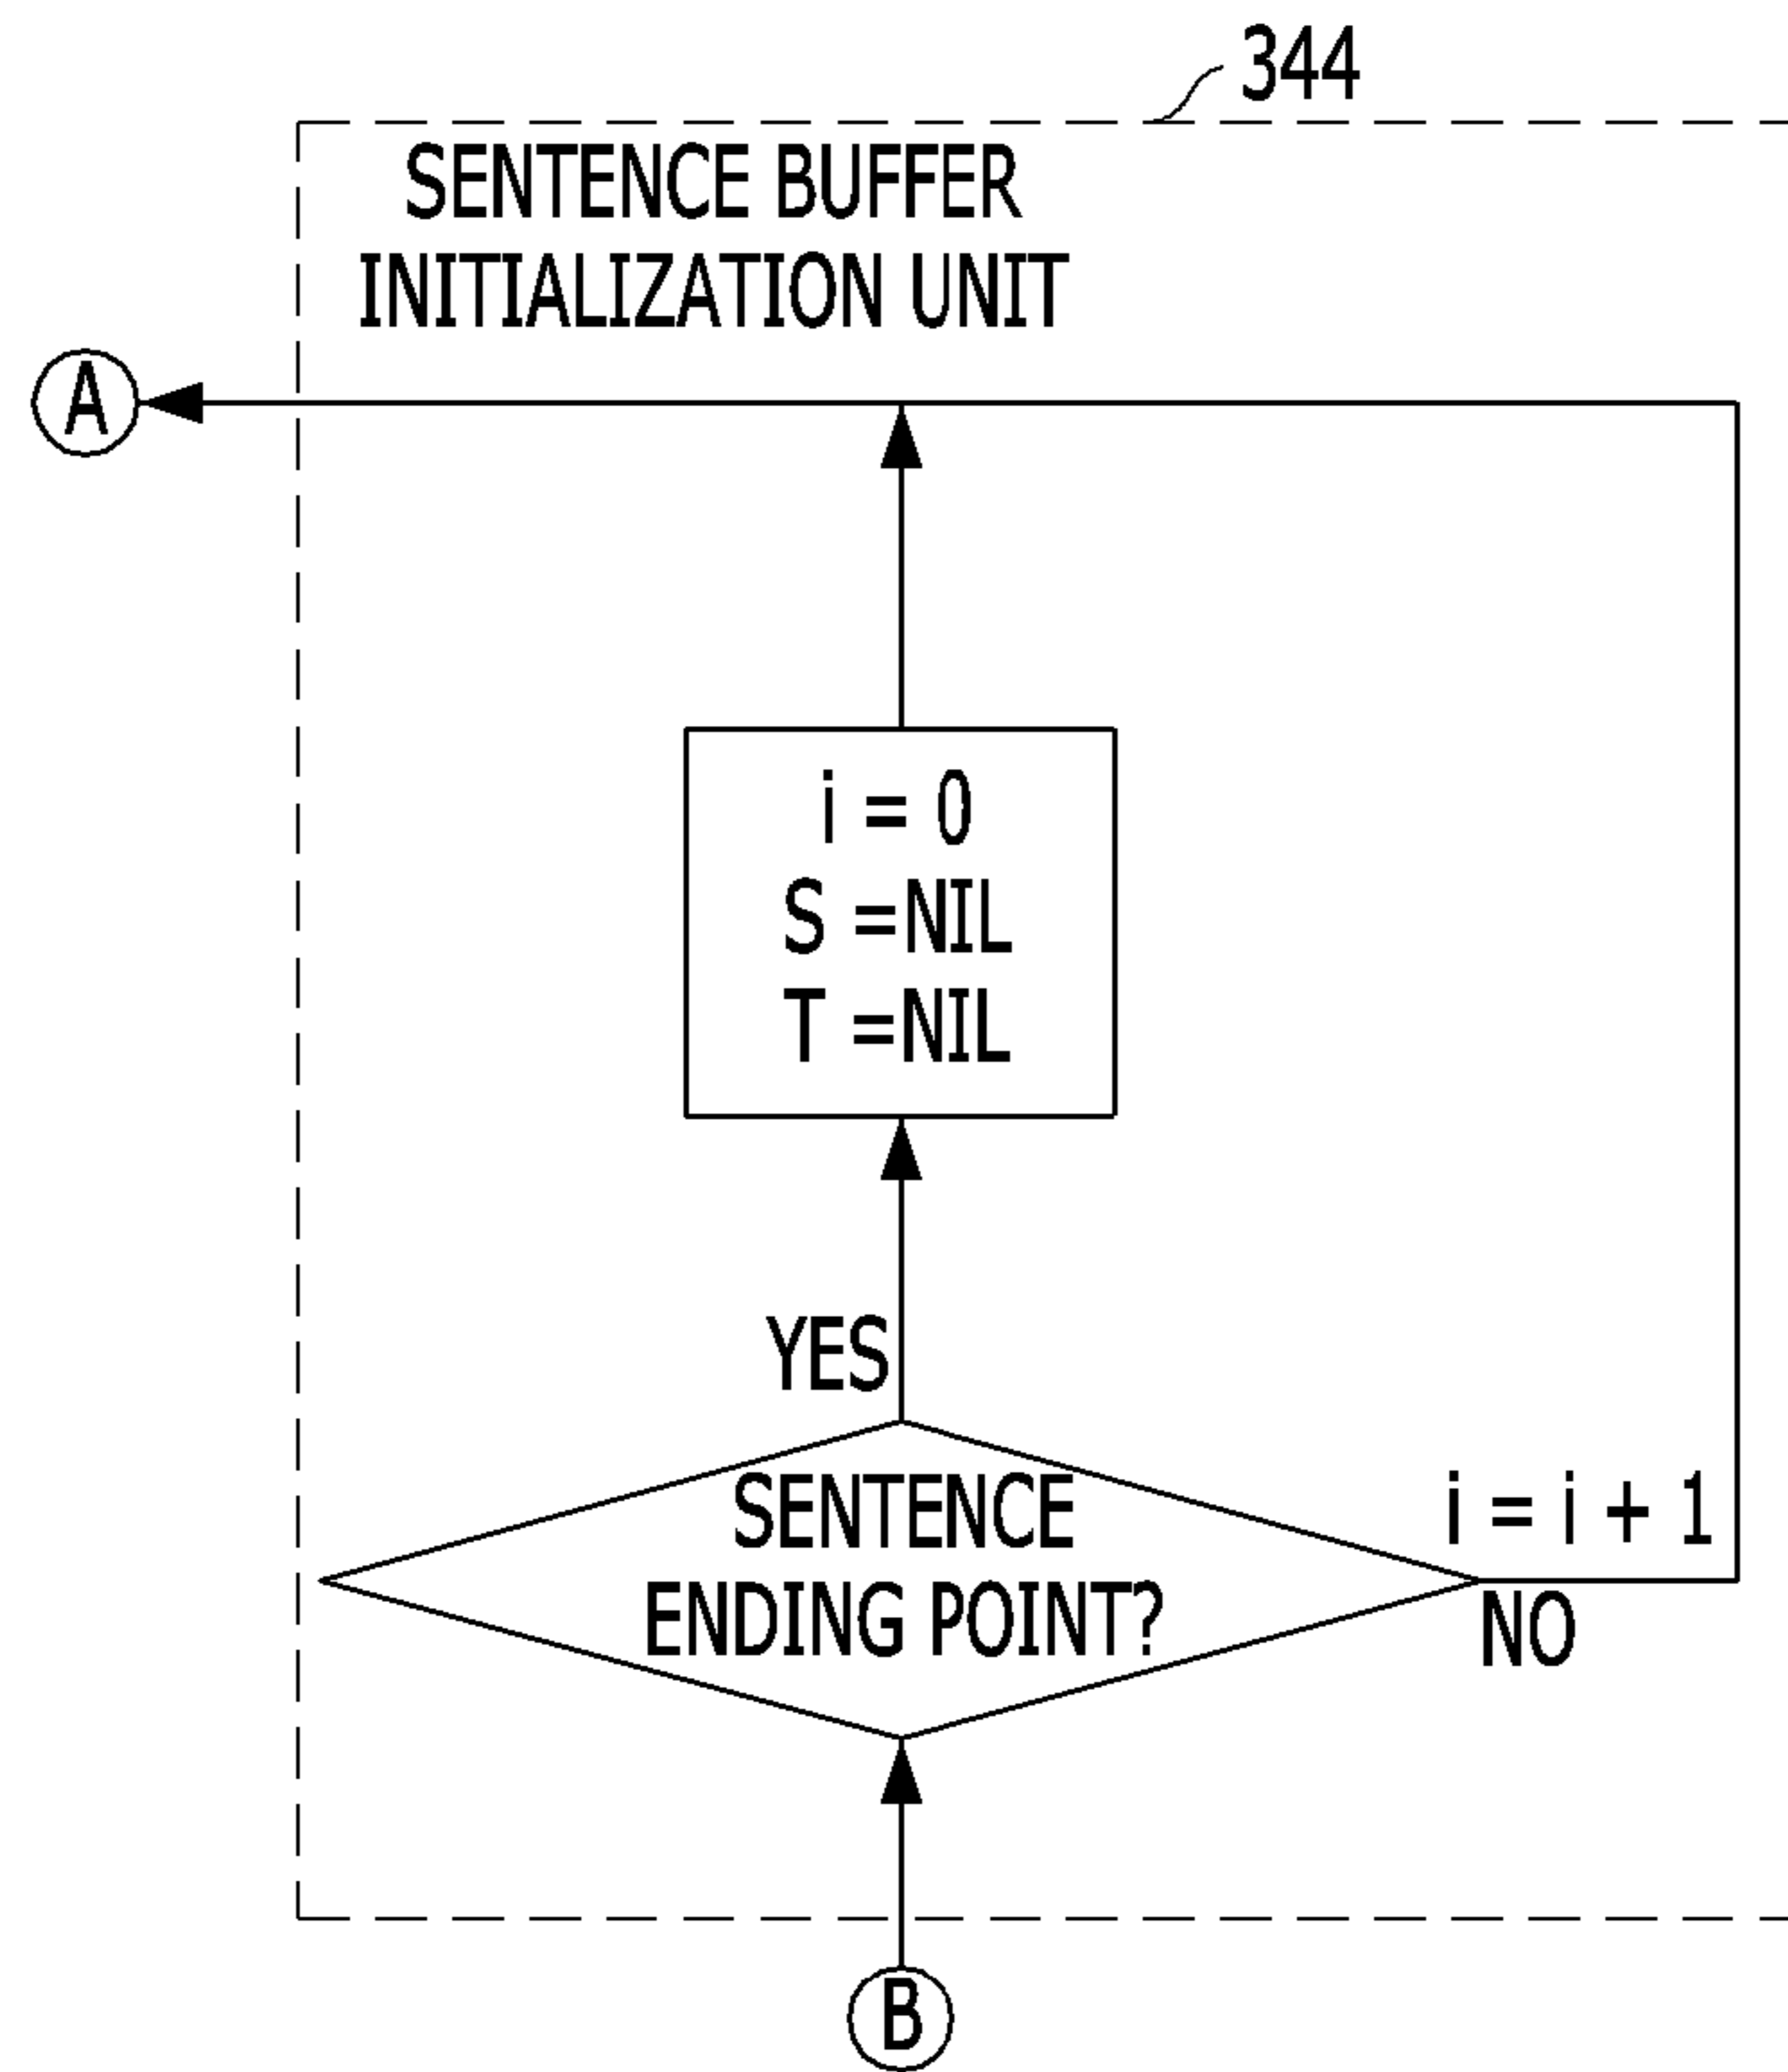 344
SENTENCE BUFFER
INITIALIZATION UNIT
A
i = 0
S =NIL
T =NIL
YES
SENTENCE
ENDING POINT?
i = i + 1
NO
B